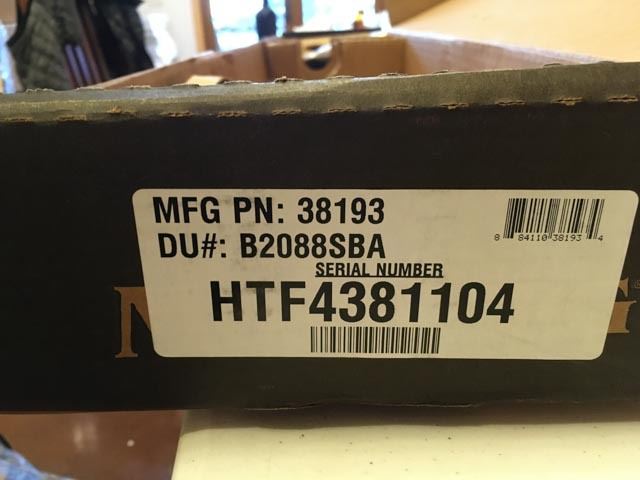 MFG PN: 38193
DU#: B2088SBA
SERIAL NUMBER
HTF4381104
8 84110 38193 4